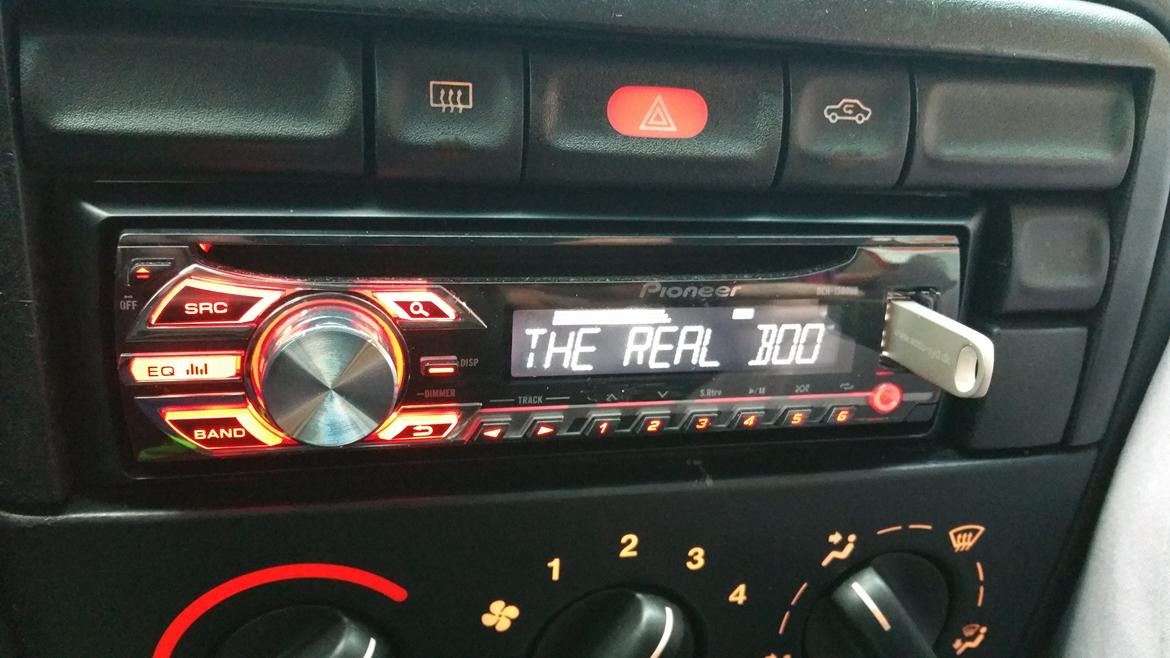 Pioneer
OFF
SRC
THE REAL BOO
EQ
DISP
DIMMER
TRACK
S.Rtrv
BAND
1 2 3 4 5 6
1 2 3 4